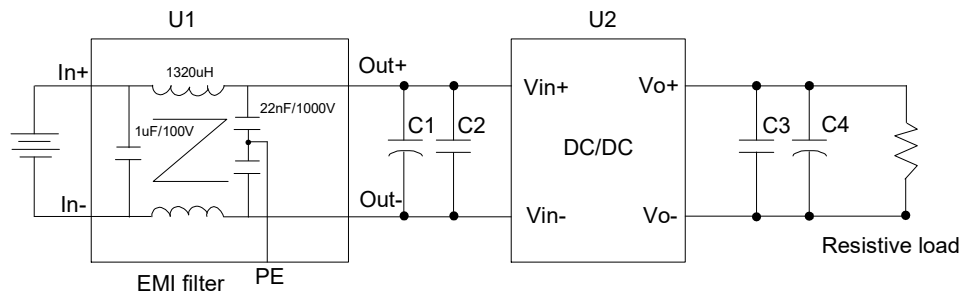 U1
U2
In+
1320uH
Out+
Vin+
Vo+
22nF/1000V
1uF/100V
C1
C2
DC/DC
C3
C4
In-
Out-
Vin-
Vo-
Resistive load
EMI filter
PE